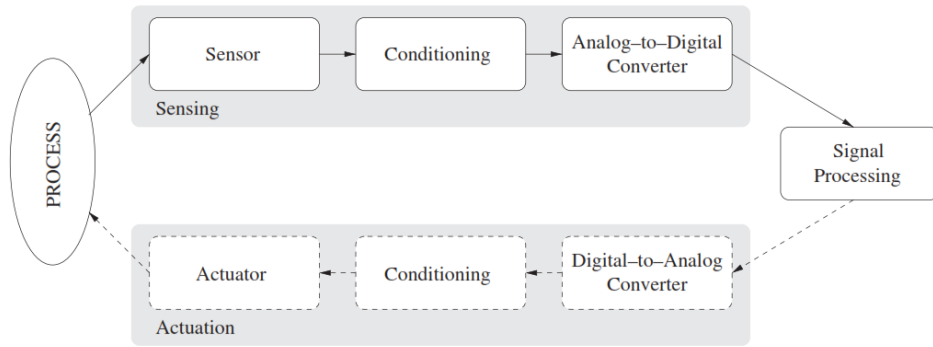 Sensor
Conditioning
Analog–to–Digital
Converter
Sensing
PROCESS
Signal
Processing
Actuator
Conditioning
Digital–to–Analog
Converter
Actuation